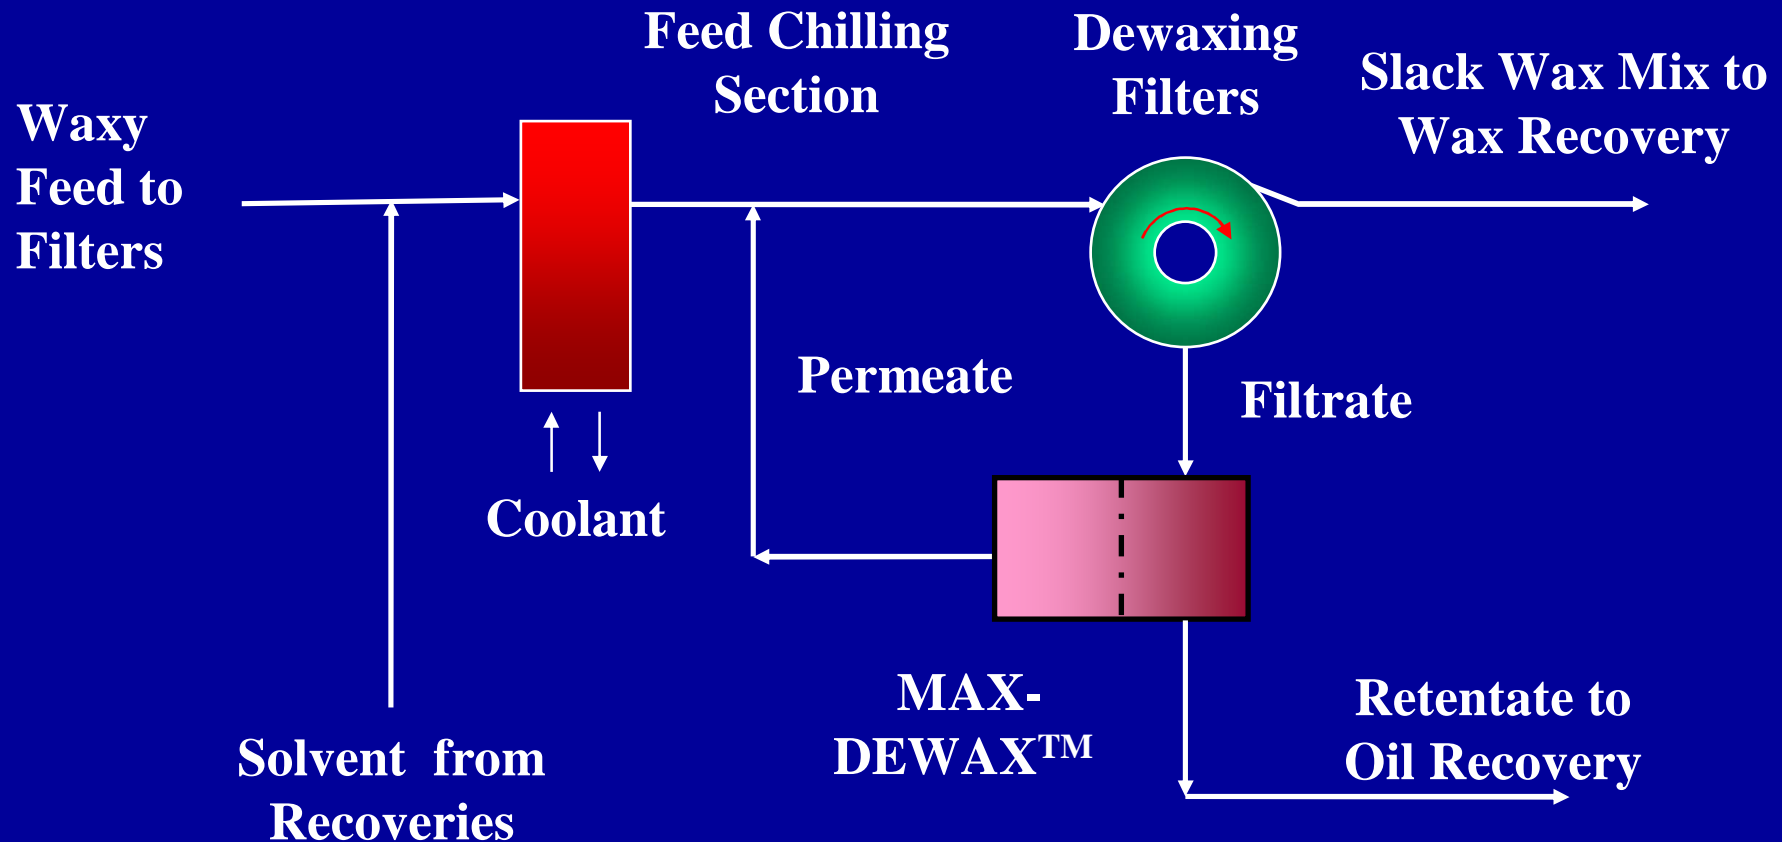 Feed Chilling
Section
Dewaxing
Filters
Slack Wax Mix to
Wax Recovery
Waxy
Feed to
Filters
Permeate
Filtrate
Coolant
MAX-
DEWAX™
Retentate to
Oil Recovery
Solvent from
Recoveries